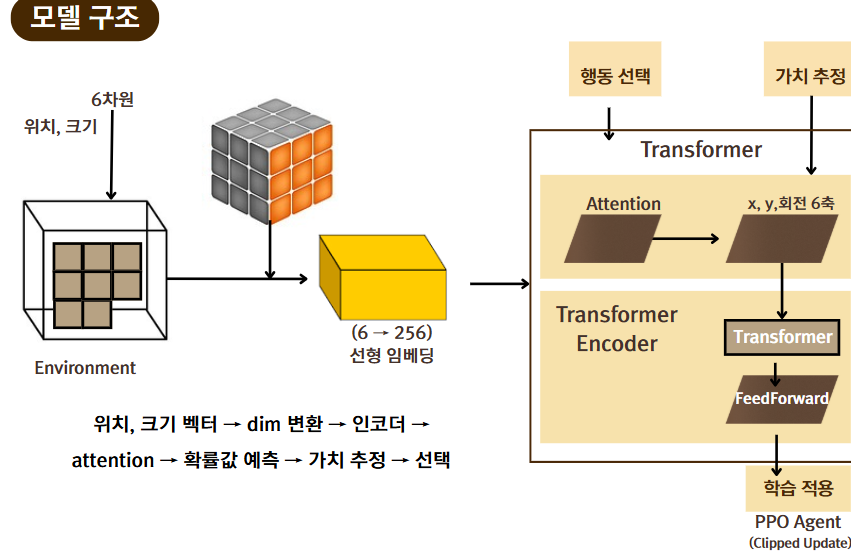 모델 구조
6차원
위치, 크기
Environment
(6 → 256)
선형 임베딩
위치, 크기 벡터 → dim 변환 → 인코더 →
attention → 확률값 예측 → 가치 추정 → 선택
행동 선택
가치 추정
Transformer
Attention
x, y,회전 6축
Transformer
Encoder
Transformer
FeedForward
학습 적용
PPO Agent
(Clipped Update)